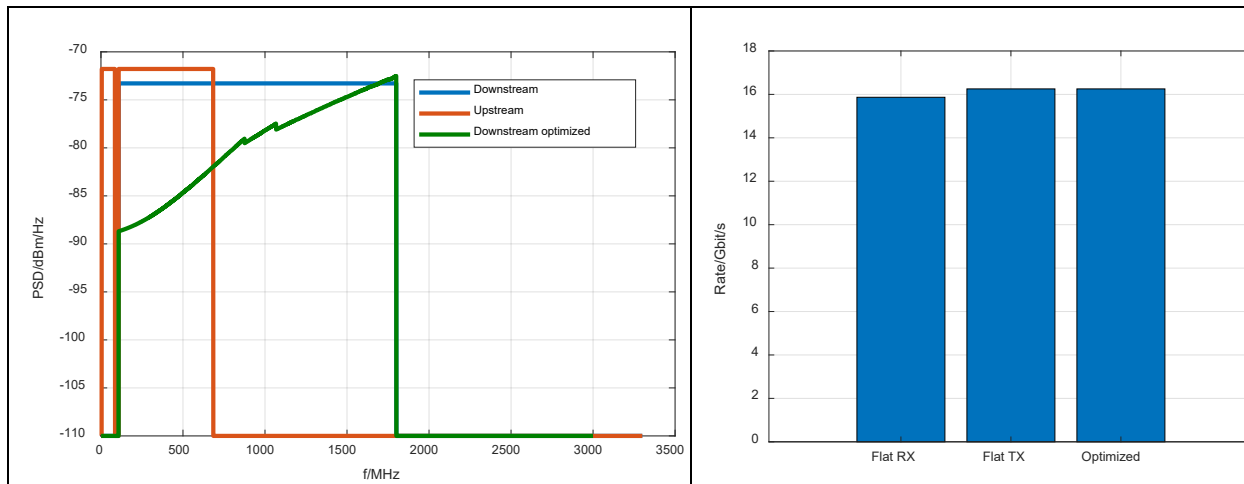 -70
-75
-80
-85
-90
-95
-100
-105
-110
PSD/dBm/Hz
Downstream
Upstream
Downstream optimized
0 500 1000 1500 2000 2500 3000 3500
f/MHz
18
16
14
12
10
8
6
4
2
0
Rate/Gbit/s
Flat RX Flat TX Optimized